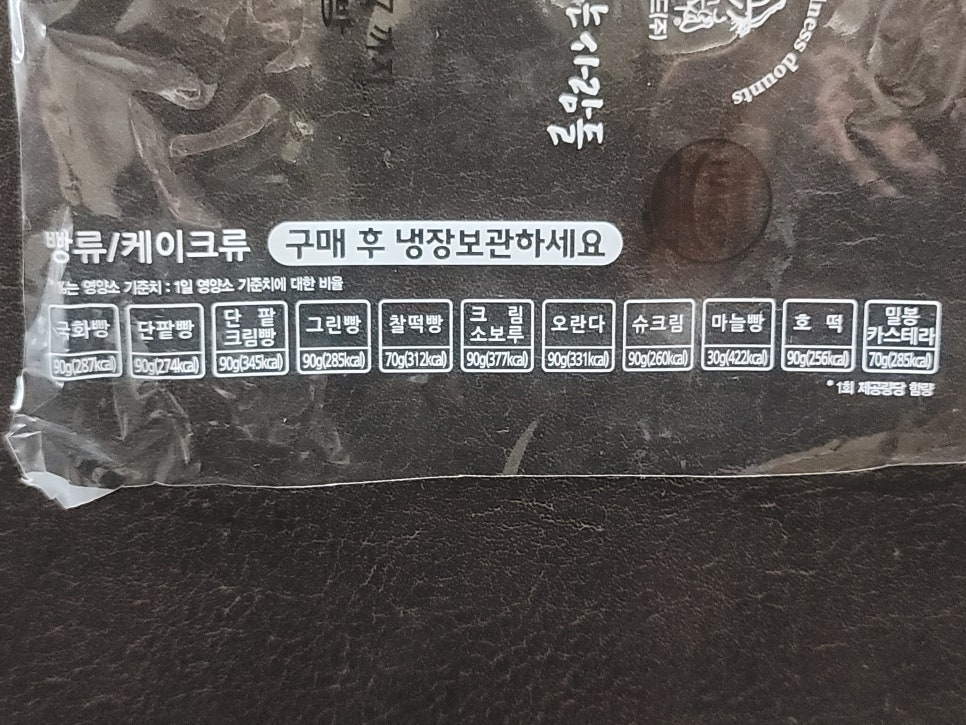 까지
ness dounts
빵류/케이크류 구매 후 냉장보관하세요
%는 영양소 기준치 : 1일 영양소 기준치에 대한 비율
국화빵 90g(287kcal)
단팥빵 90g(274kcal)
단팥크림빵 90g(345kcal)
그린빵 90g(285kcal)
찰떡빵 70g(312kcal)
크림소보루 90g(377kcal)
오란다 90g(331kcal)
슈크림 90g(260kcal)
마늘빵 30g(422kcal)
호떡 90g(256kcal)
밀봉카스테라 70g(285kcal)
* 1회 제공량당 함량